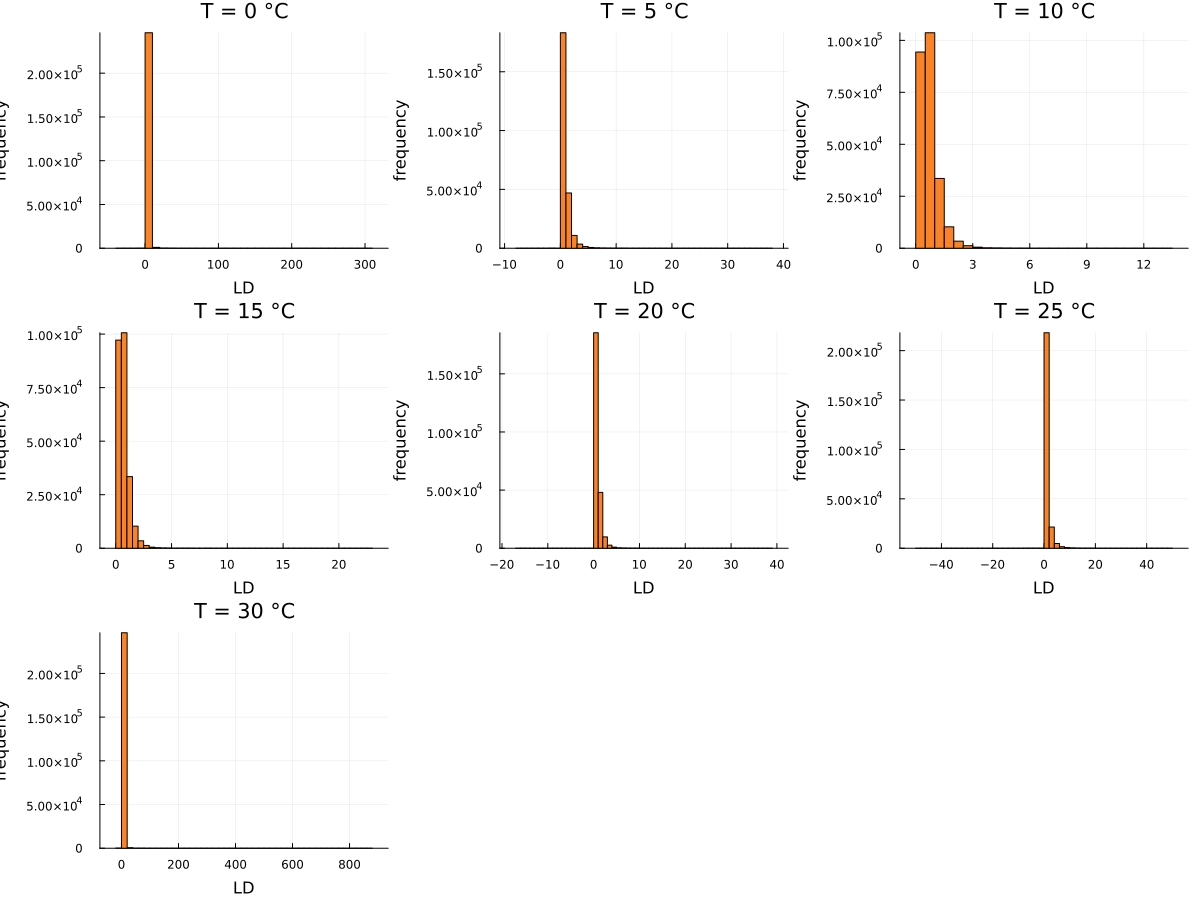 T = 0 °C
2.00×10⁵
1.50×10⁵
1.00×10⁵
5.00×10⁴
0
frequency
0 100 200 300
LD
T = 5 °C
1.50×10⁵
1.00×10⁵
5.00×10⁴
0
frequency
−10 0 10 20 30 40
LD
T = 10 °C
1.00×10⁵
7.50×10⁴
5.00×10⁴
2.50×10⁴
0
frequency
0 3 6 9 12
LD
T = 15 °C
1.00×10⁵
7.50×10⁴
5.00×10⁴
2.50×10⁴
0
frequency
0 5 10 15 20
LD
T = 20 °C
1.50×10⁵
1.00×10⁵
5.00×10⁴
0
frequency
−20 −10 0 10 20 30 40
LD
T = 25 °C
2.00×10⁵
1.50×10⁵
1.00×10⁵
5.00×10⁴
0
frequency
−40 −20 0 20 40
LD
T = 30 °C
2.00×10⁵
1.50×10⁵
1.00×10⁵
5.00×10⁴
0
frequency
0 200 400 600 800
LD